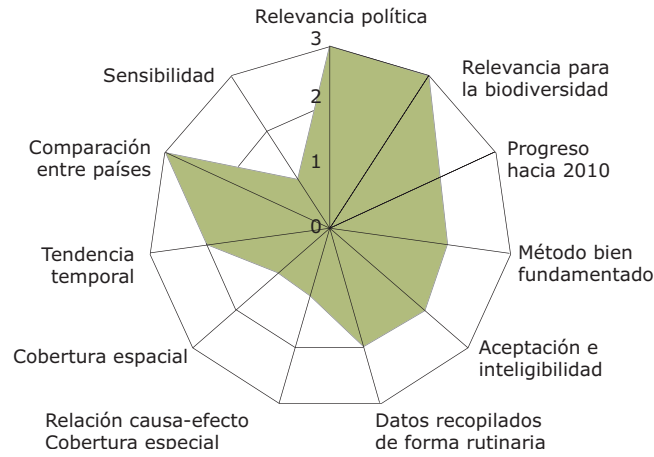 Relevancia política
3
Sensibilidad
Relevancia para
la biodiversidad
2
Comparación
entre países
Progreso
hacia 2010
1
0
Tendencia
temporal
Método bien
fundamentado
Cobertura espacial
Aceptación e
inteligibilidad
Relación causa-efecto
Cobertura especial
Datos recopilados
de forma rutinaria